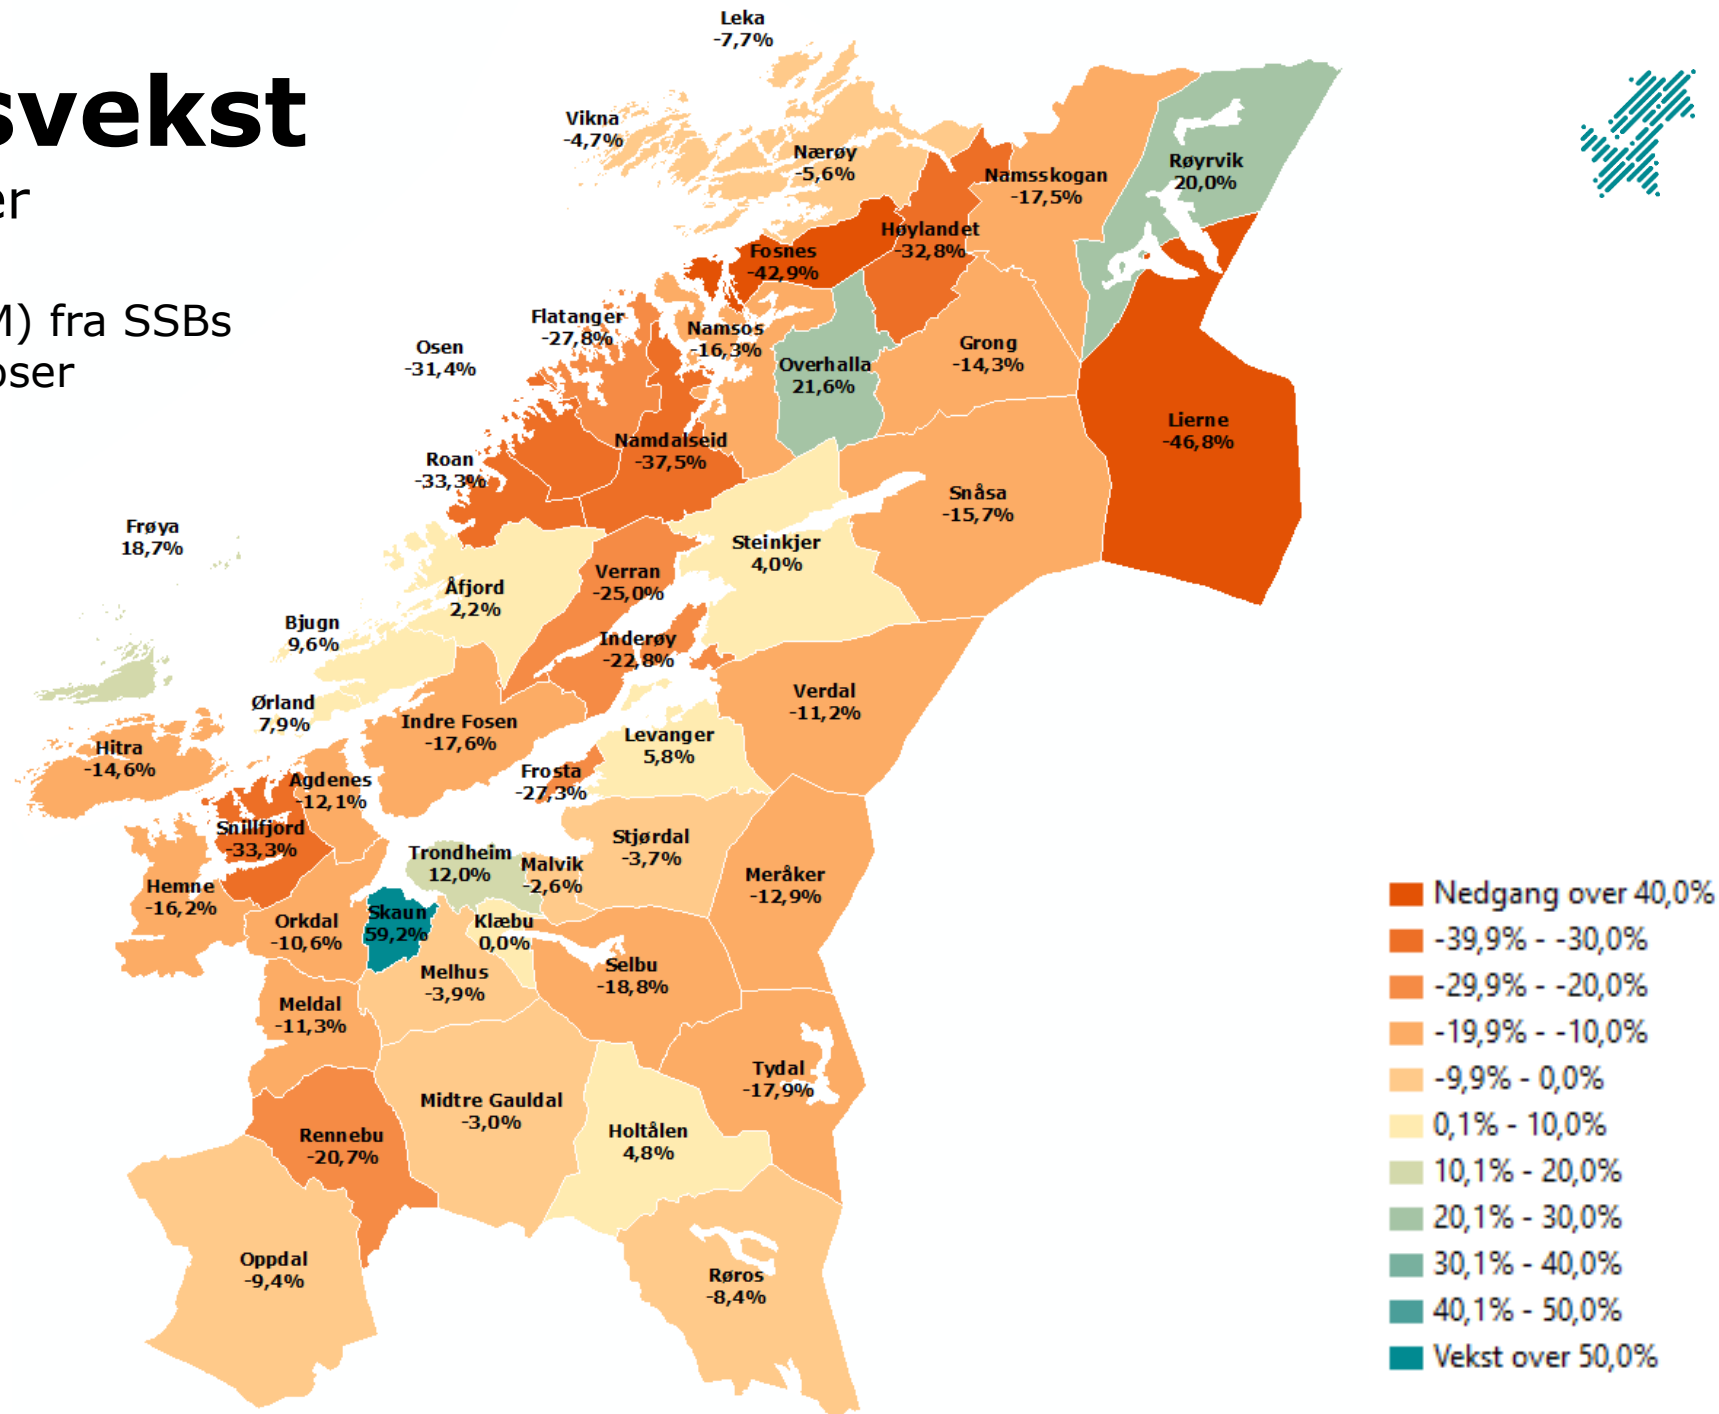 svekst
er
M) fra SSBs
oser
Leka
-7,7%
Vikna
-4,7%
Nærøy
-5,6%
Namsskogan
-17,5%
Røyrvik
20,0%
Høylandet
-32,8%
Fosnes
-42,9%
Flatanger
-27,8%
Namsos
-16,3%
Osen
-31,4%
Overhalla
21,6%
Grong
-14,3%
Lierne
-46,8%
Namdalseid
-37,5%
Roan
-33,3%
Snåsa
-15,7%
Frøya
18,7%
Steinkjer
4,0%
Verran
-25,0%
Åfjord
2,2%
Bjugn
9,6%
Inderøy
-22,8%
Verdal
-11,2%
Ørland
7,9%
Indre Fosen
-17,6%
Levanger
5,8%
Hitra
-14,6%
Frosta
-27,3%
Agdenes
-12,1%
Snillfjord
-33,3%
Stjørdal
-3,7%
Trondheim
12,0%
Malvik
-2,6%
Meråker
-12,9%
Hemne
-16,2%
Orkdal
-10,6%
Skaun
59,2%
Klæbu
0,0%
Melhus
-3,9%
Selbu
-18,8%
Meldal
-11,3%
Tydal
-17,9%
Midtre Gauldal
-3,0%
Holtålen
4,8%
Rennebu
-20,7%
Oppdal
-9,4%
Røros
-8,4%
Nedgang over 40,0%
-39,9% - -30,0%
-29,9% - -20,0%
-19,9% - -10,0%
-9,9% - 0,0%
0,1% - 10,0%
10,1% - 20,0%
20,1% - 30,0%
30,1% - 40,0%
40,1% - 50,0%
Vekst over 50,0%